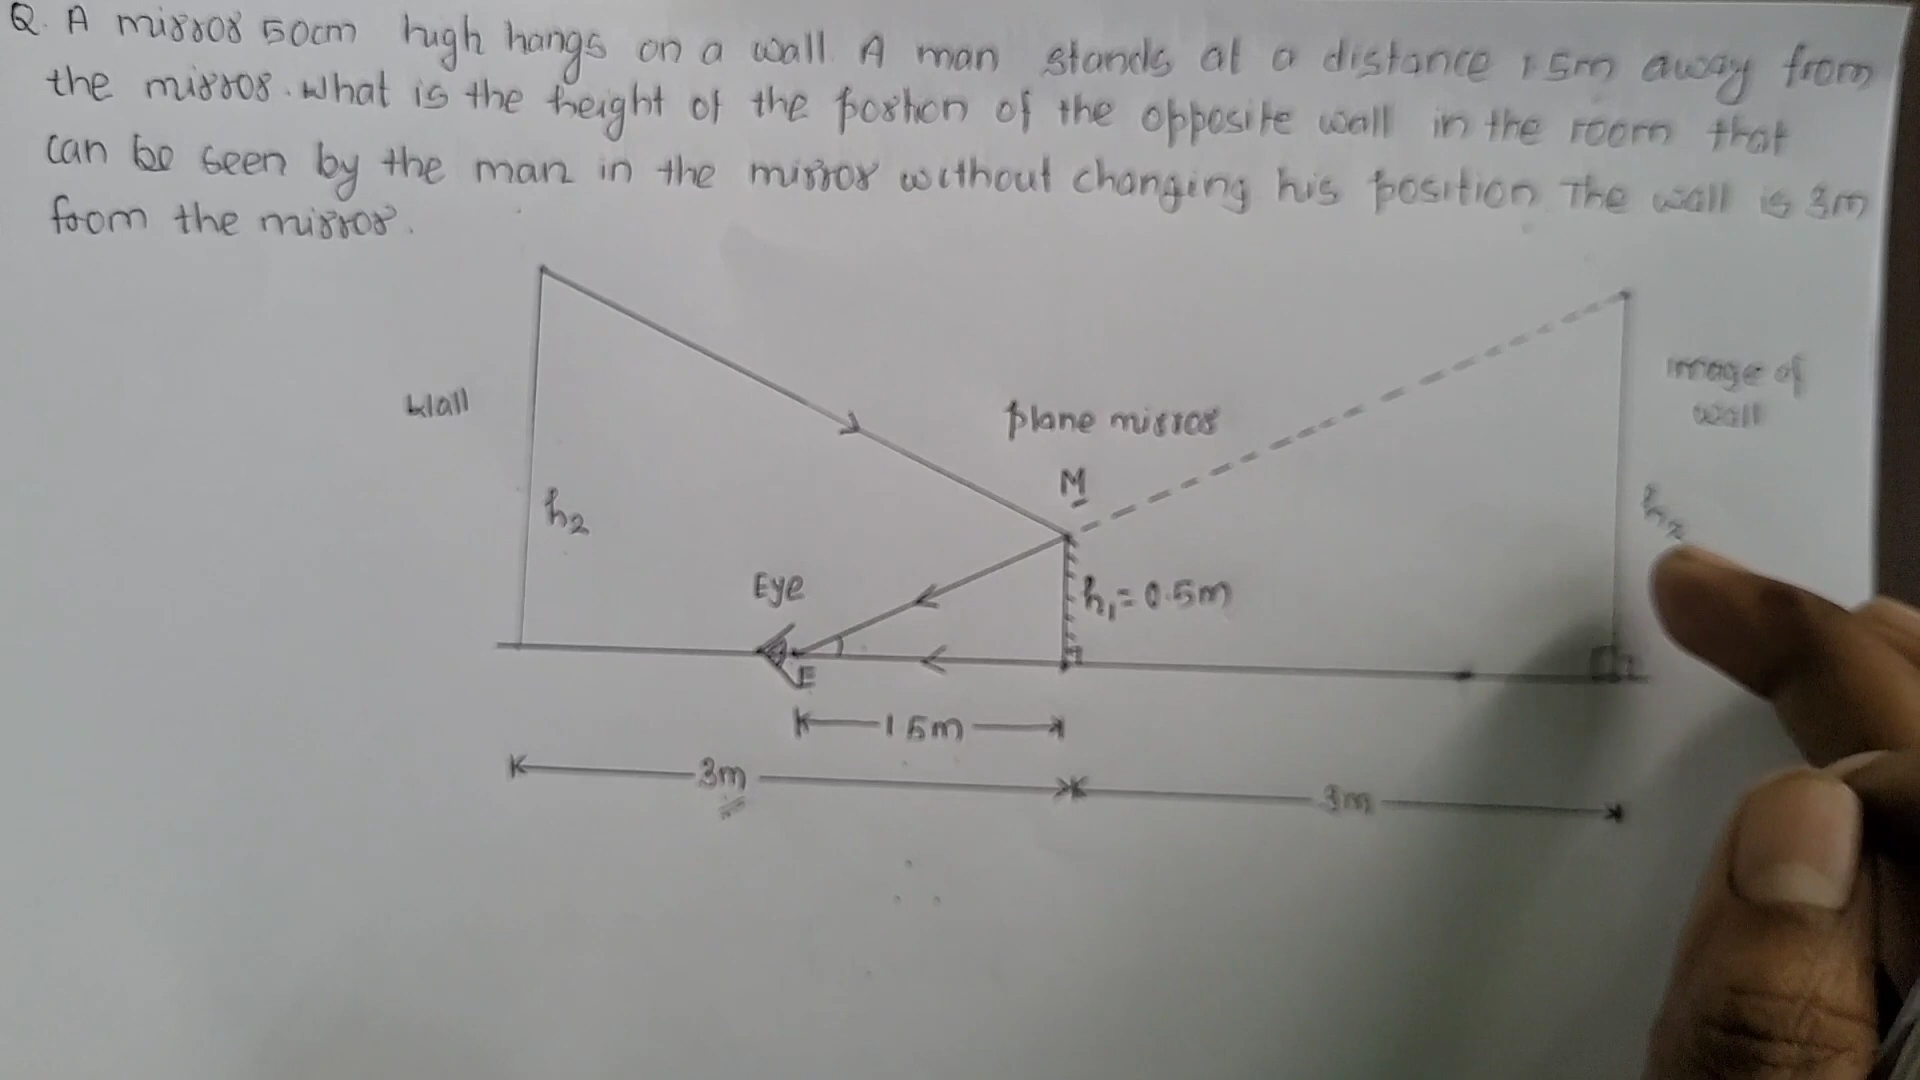 Q. A mirror 50cm high hangs on a wall. A man stands at a distance 1.5m away from
the mirror. What is the height of the portion of the opposite wall in the room that
can be seen by the man in the mirror without changing his position. The wall is 3m
from the mirror.
Wall
plane mirror
image of
wall
M
h2
h2
Eye
h1 = 0.5m
E
1.5m
3m
3m